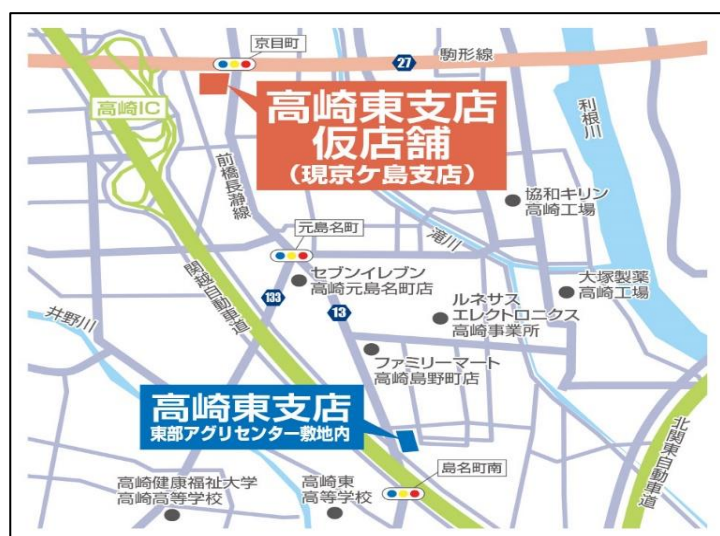 京目町
27
駒形線
高崎IC
高崎東支店
仮店舗
(現京ケ島支店)
利根川
前橋長瀞線
協和キリン
高崎工場
元島名町
滝川
セブンイレブン
高崎元島名町店
大塚製薬
高崎工場
関越自動車道
133
13
ルネサス
エレクトロニクス
高崎事業所
井野川
ファミリーマート
高崎島野町店
高崎東支店
東部アグリセンター敷地内
北関東自動車道
島名町南
高崎健康福祉大学
高崎高等学校
高崎東
高等学校